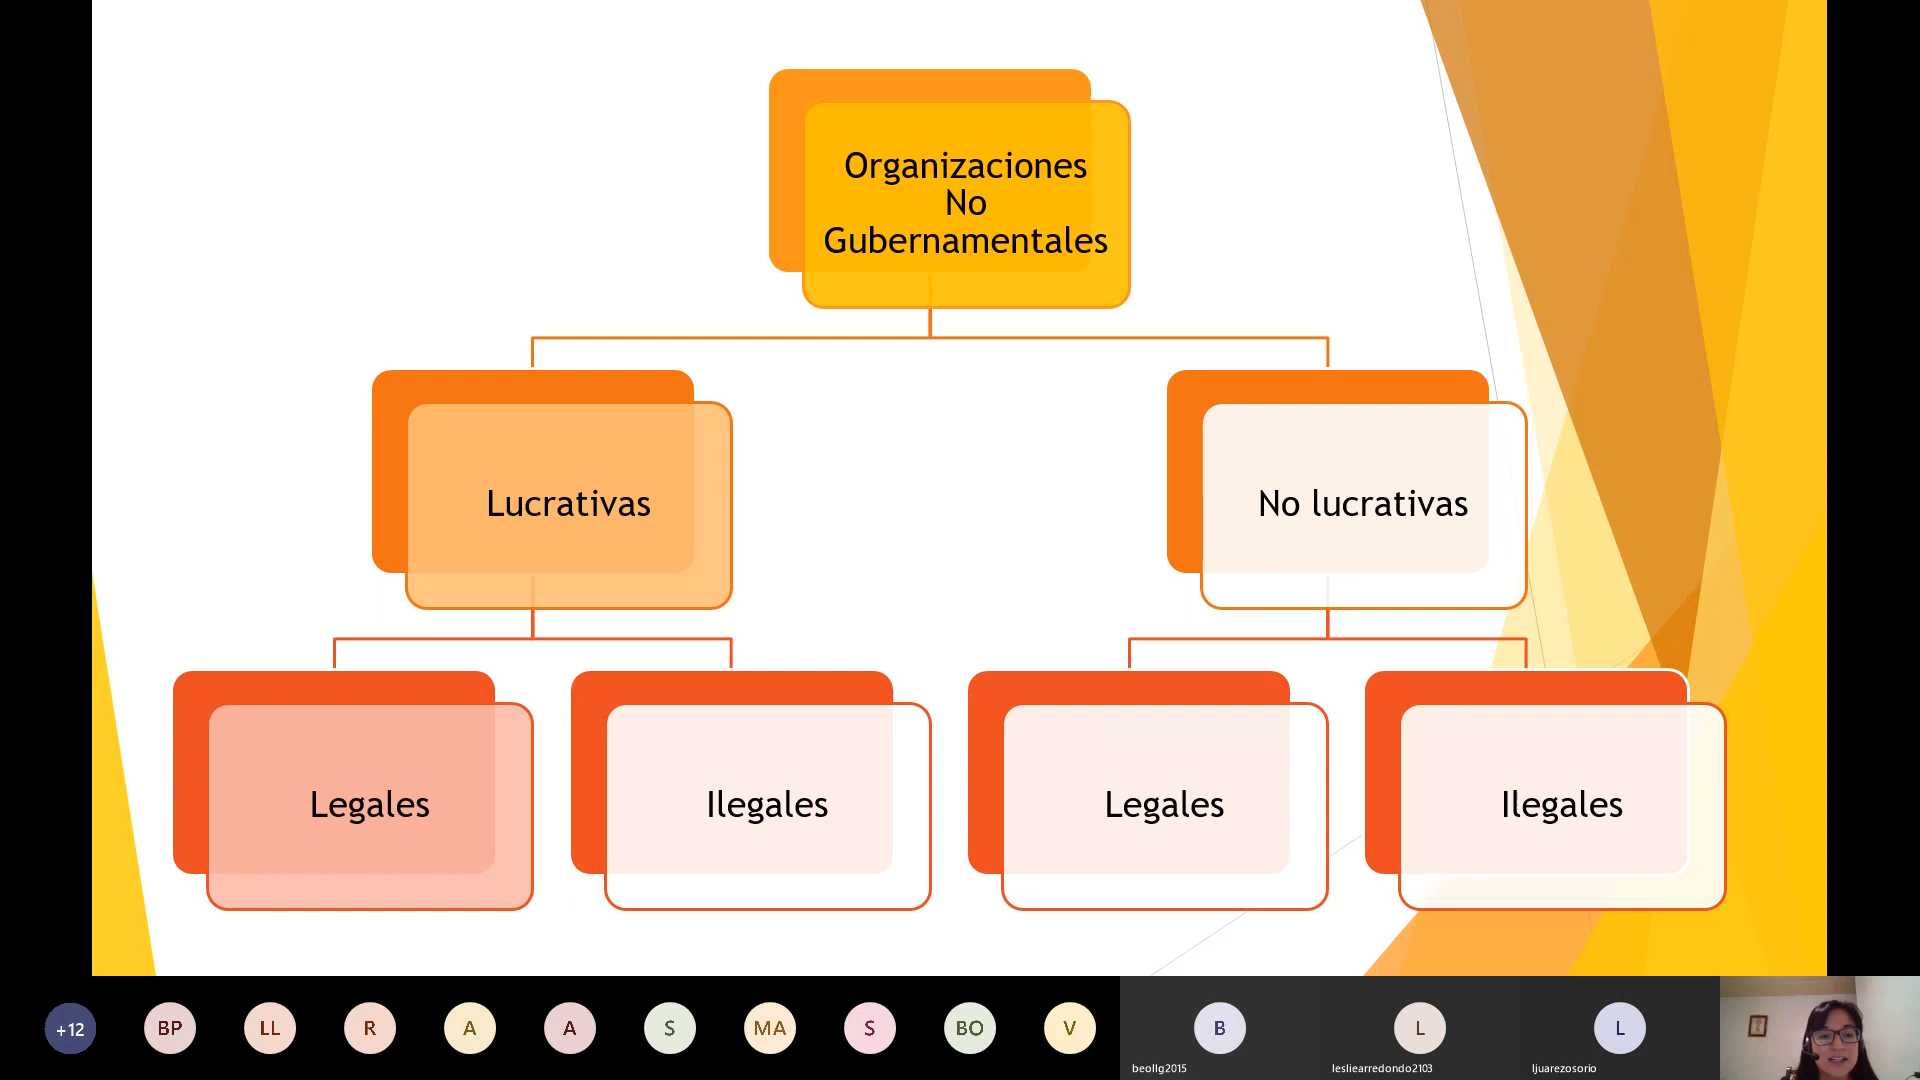 Organizaciones
No
Gubernamentales
Lucrativas
No lucrativas
Legales
Ilegales
Legales
Ilegales
+12
BP
LL
R
A
A
S
MA
S
BO
V
B
L
L
beollg2015
lesliearredondo2103
ljuarezosorio